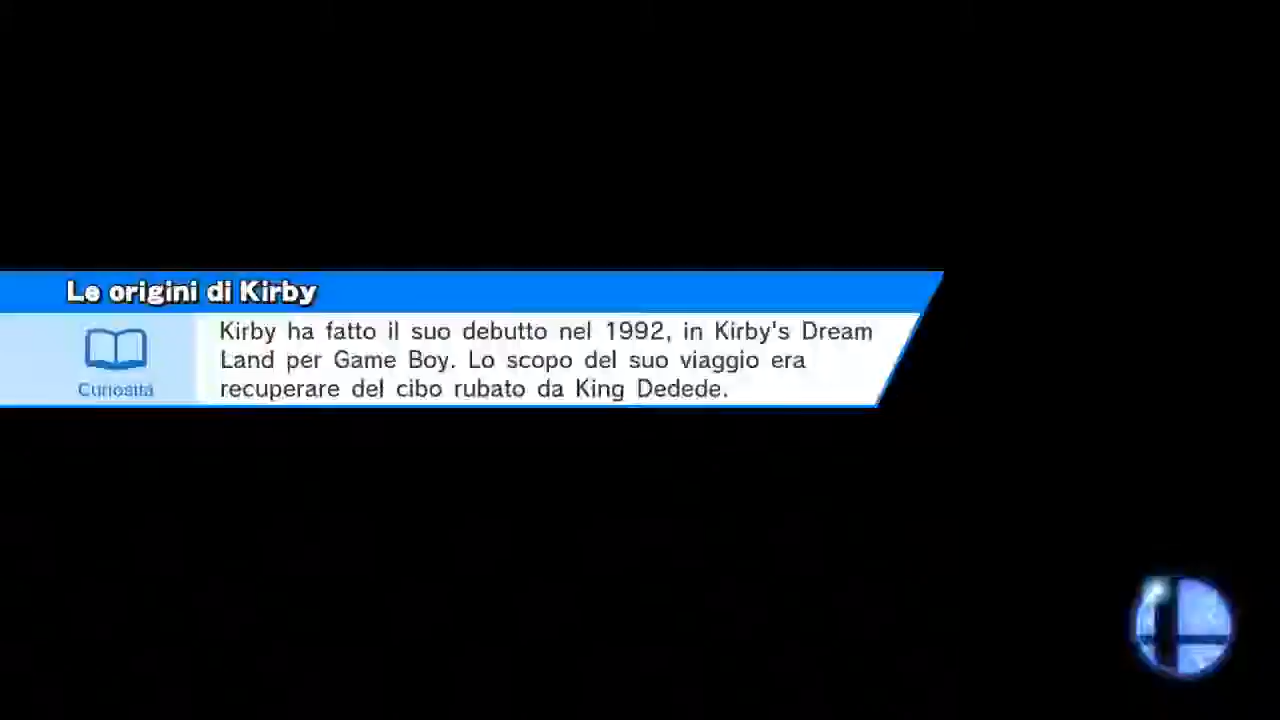 Le origini di Kirby
Kirby ha fatto il suo debutto nel 1992, in Kirby's Dream
Land per Game Boy. Lo scopo del suo viaggio era
recuperare del cibo rubato da King Dedede.
Curiosità